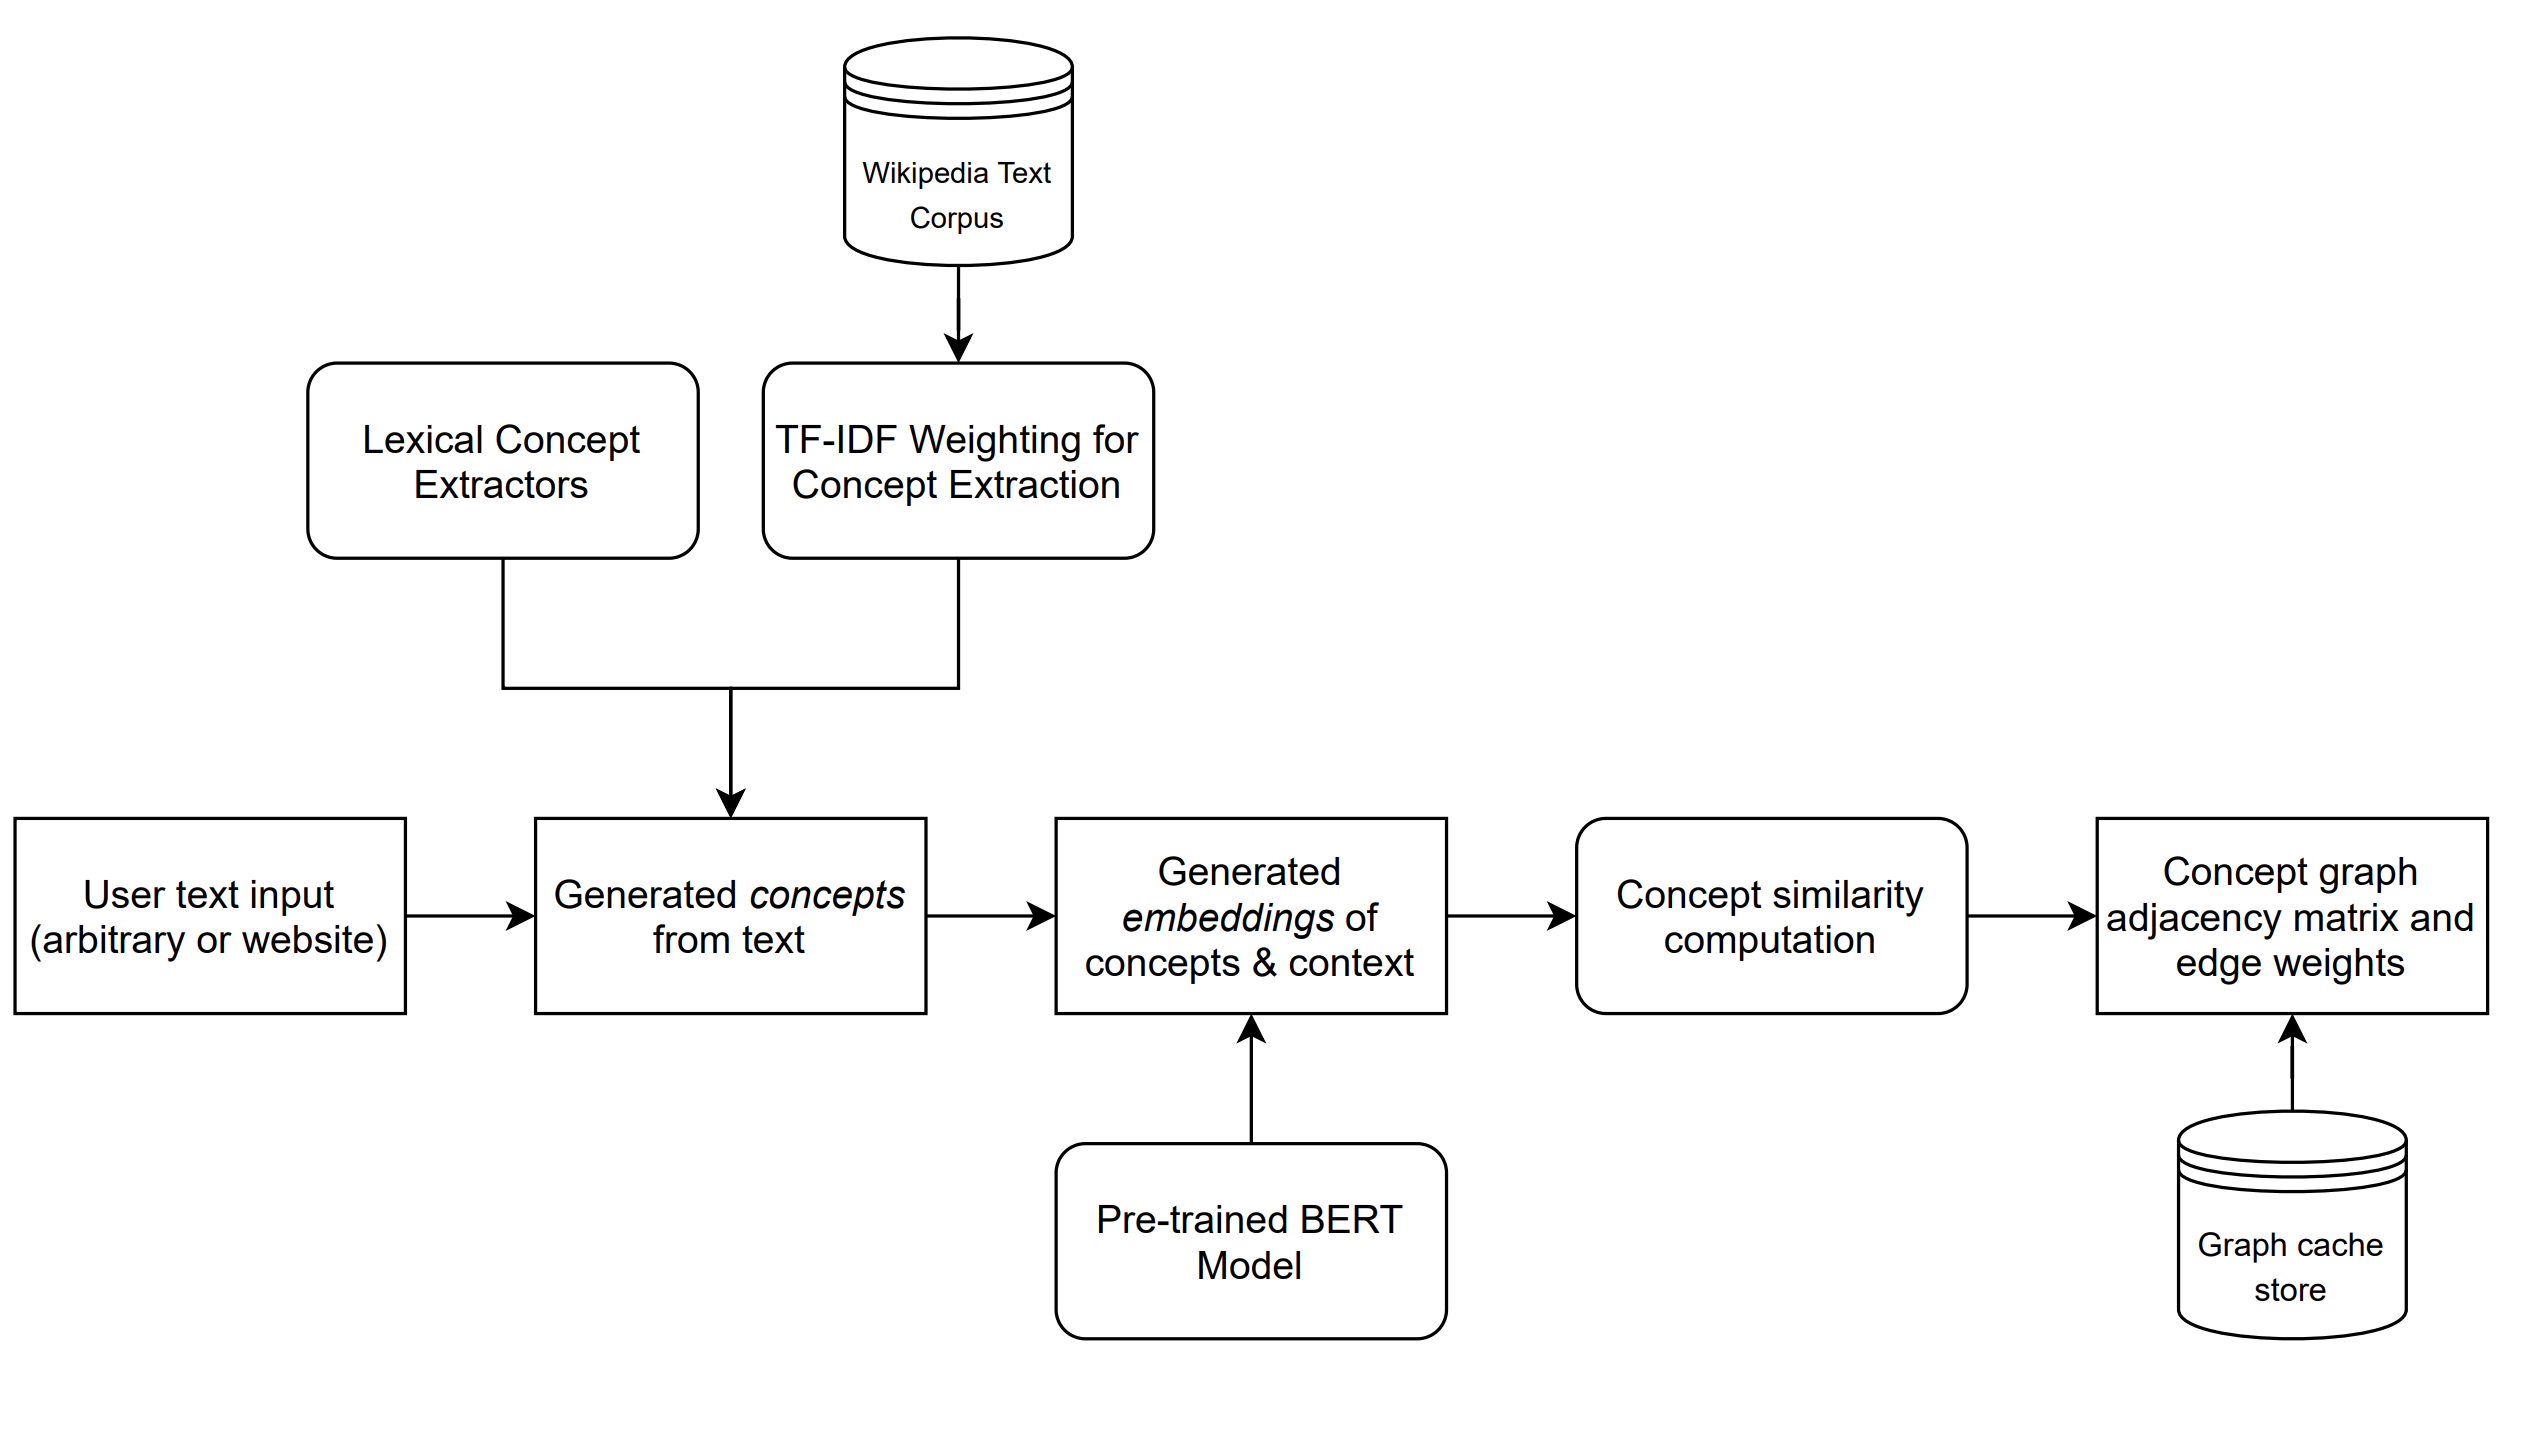 Wikipedia Text
Corpus
Lexical Concept
Extractors
TF-IDF Weighting for
Concept Extraction
User text input
(arbitrary or website)
Generated concepts
from text
Generated
embeddings of
concepts & context
Concept similarity
computation
Concept graph
adjacency matrix and
edge weights
Pre-trained BERT
Model
Graph cache
store